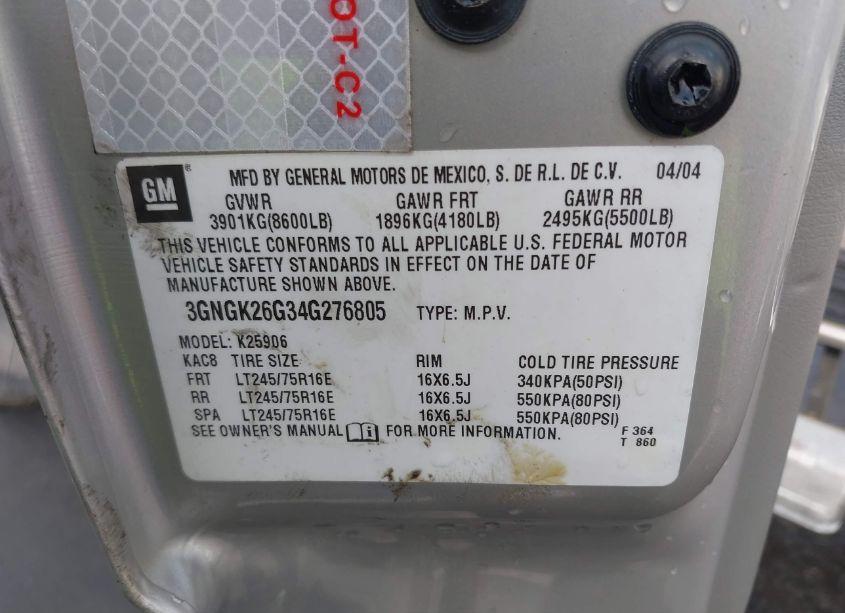 OT-C2
GM ® MFD BY GENERAL MOTORS DE MEXICO, S. DE R.L. DE C.V. 04/04
GVWR GAWR FRT GAWR RR
3901KG(8600LB) 1896KG(4180LB) 2495KG(5500LB)
THIS VEHICLE CONFORMS TO ALL APPLICABLE U.S. FEDERAL MOTOR
VEHICLE SAFETY STANDARDS IN EFFECT ON THE DATE OF
MANUFACTURE SHOWN ABOVE.
3GNGK26G34G276805 TYPE: M.P.V.
MODEL: K25906
KAC8 TIRE SIZE RIM COLD TIRE PRESSURE
FRT LT245/75R16E 16X6.5J 340KPA(50PSI)
RR LT245/75R16E 16X6.5J 550KPA(80PSI)
SPA LT245/75R16E 16X6.5J 550KPA(80PSI)
SEE OWNER'S MANUAL i FOR MORE INFORMATION. F 364
T 860